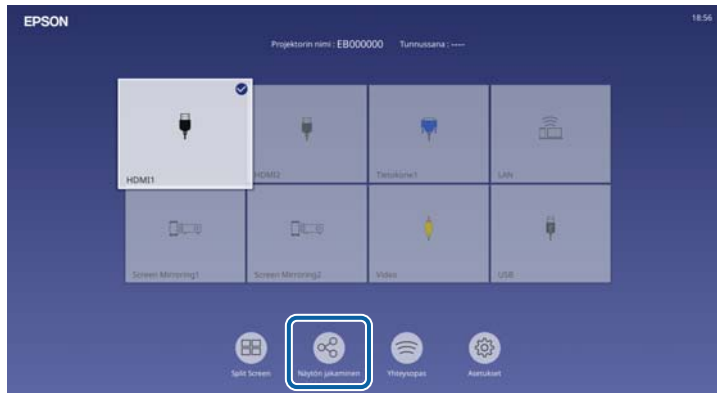 EPSON
18:56
Projektorin nimi : EB000000 Tunnussana : ----
HDMI1
HDMI2
Tietokone1
LAN
Screen Mirroring1
Screen Mirroring2
Video
USB
Split Screen
Näytön jakaminen
Yhteysopas
Asetukset